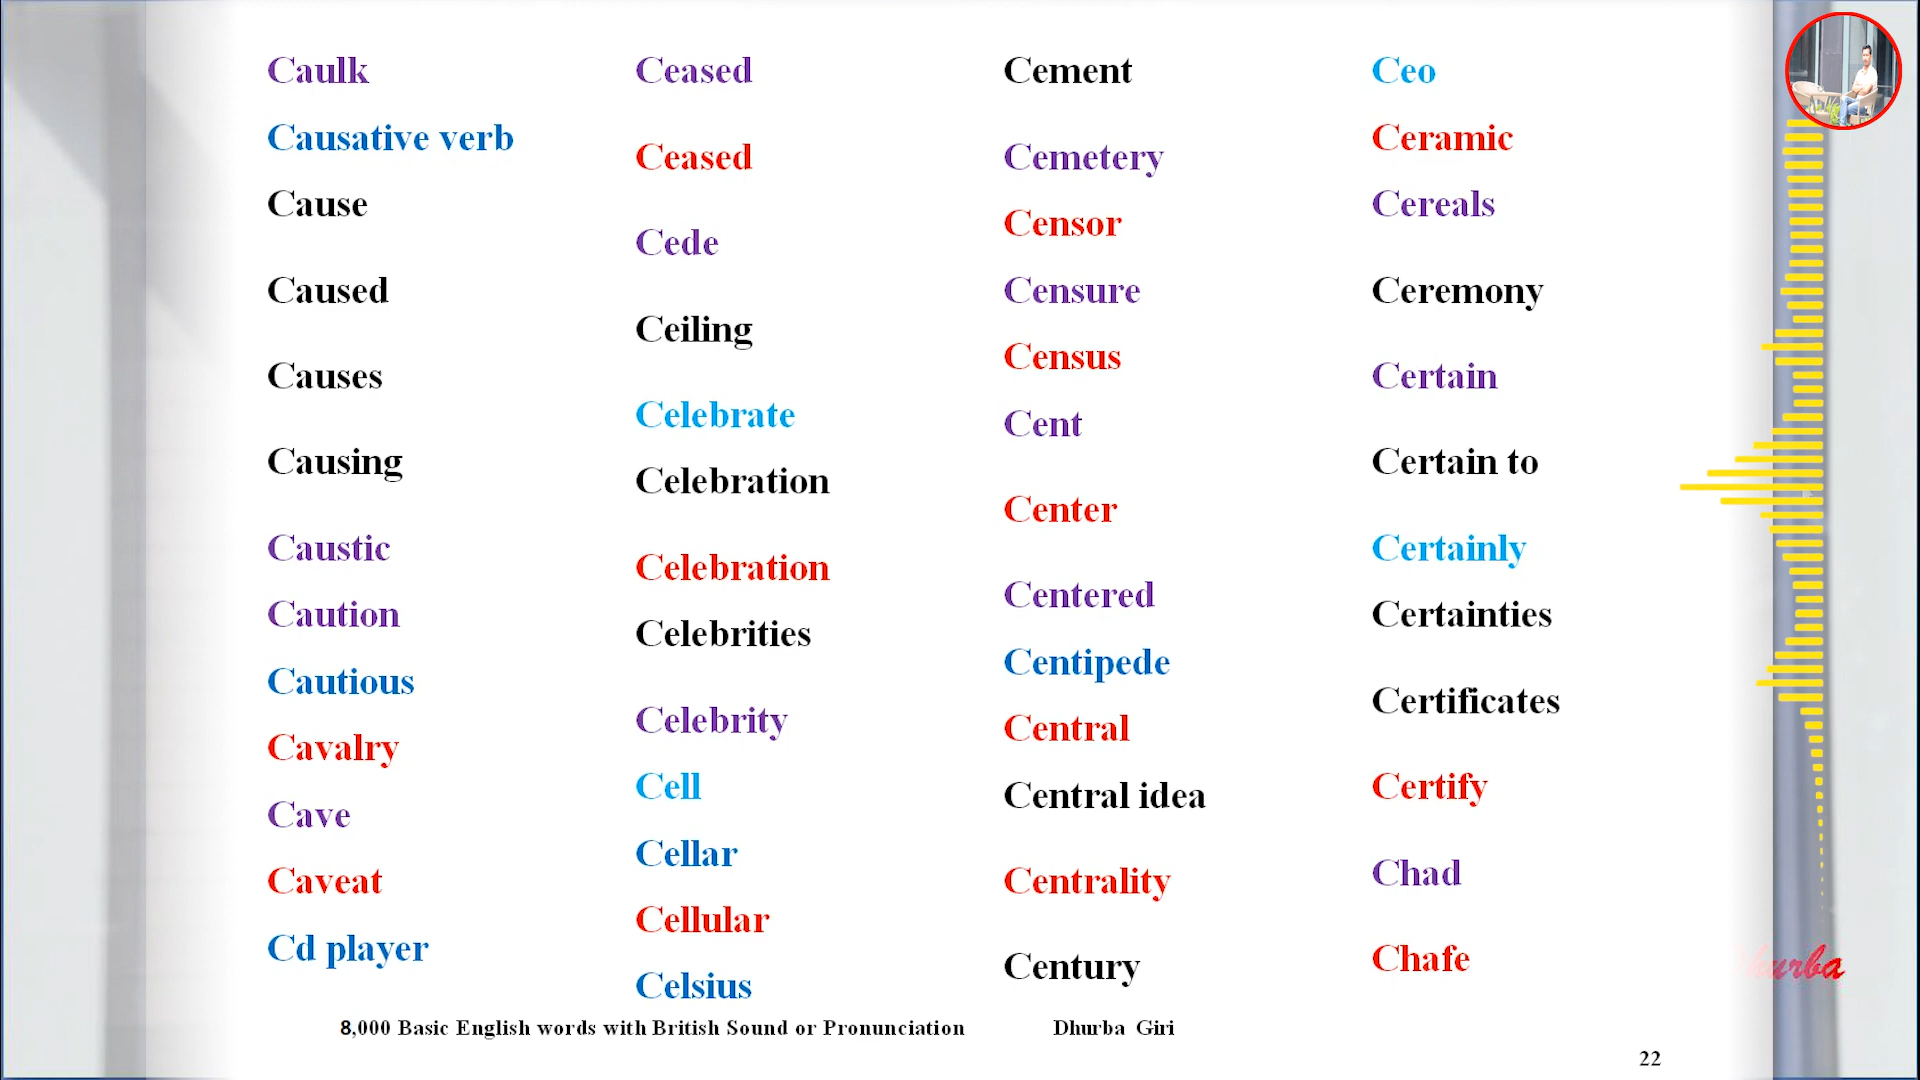 Caulk
Causative verb
Cause
Caused
Causes
Causing
Caustic
Caution
Cautious
Cavalry
Cave
Caveat
Cd player
Ceased
Ceased
Cede
Ceiling
Celebrate
Celebration
Celebration
Celebrities
Celebrity
Cell
Cellar
Cellular
Celsius
Cement
Cemetery
Censor
Censure
Census
Cent
Center
Centered
Centipede
Central
Central idea
Centrality
Century
Ceo
Ceramic
Cereals
Ceremony
Certain
Certain to
Certainly
Certainties
Certificates
Certify
Chad
Chafe
8,000 Basic English words with British Sound or Pronunciation Dhurba Giri
22